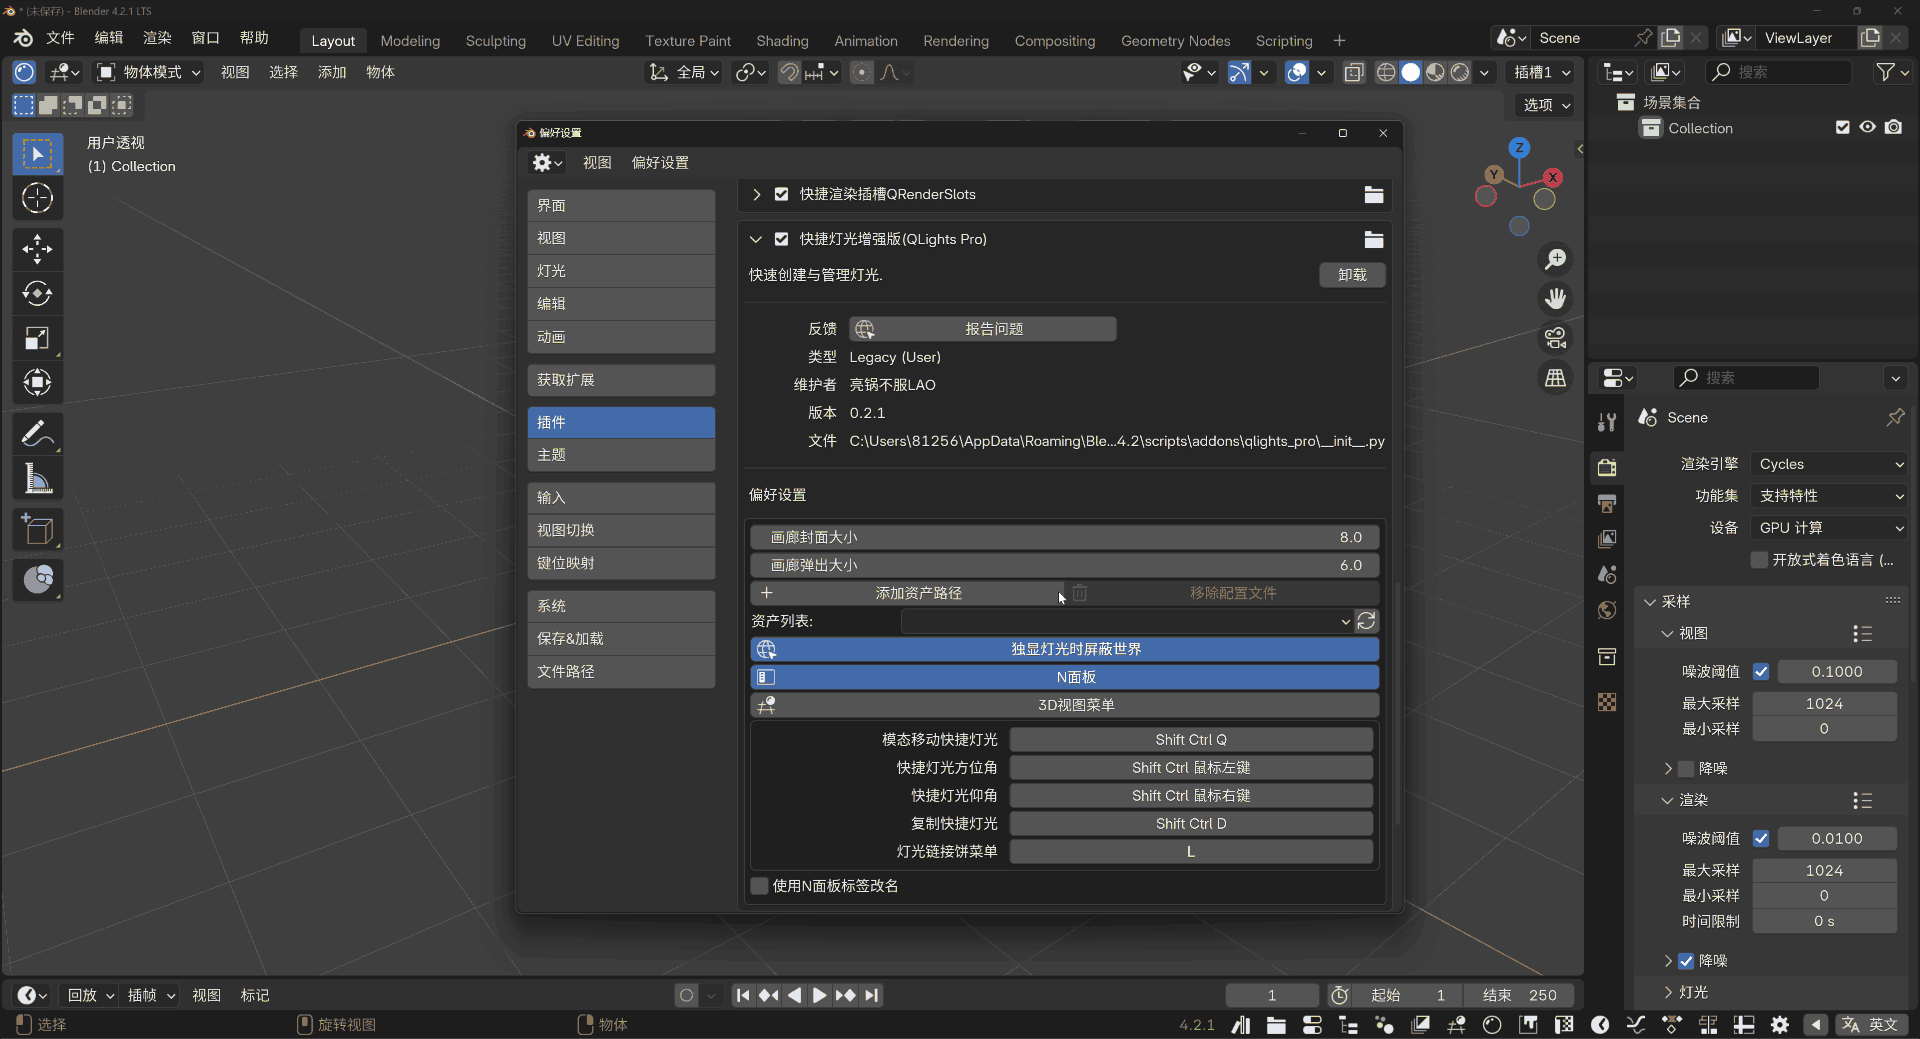 * (未保存) - Blender 4.2.1 LTS
文件 编辑 渲染 窗口 帮助
Layout Modeling Sculpting UV Editing Texture Paint Shading Animation Rendering Compositing Geometry Nodes Scripting
Scene
ViewLayer
物体模式 视图 选择 添加 物体
全局
插槽1
搜索
选项
用户透视
(1) Collection
Z
Y
X
场景集合
Collection
偏好设置
视图 偏好设置
界面
视图
灯光
编辑
动画
获取扩展
插件
主题
输入
视图切换
键位映射
系统
保存&加载
文件路径
快捷渲染插槽QRenderSlots
快捷灯光增强版(QLights Pro)
快速创建与管理灯光.
卸载
反馈 报告问题
类型 Legacy (User)
维护者 亮锅不服LAO
版本 0.2.1
文件 C:\Users\81256\AppData\Roaming\Ble...4.2\scripts\addons\qlights_pro\__init__.py
偏好设置
画廊封面大小 8.0
画廊弹出大小 6.0
添加资产路径 移除配置文件
资产列表:
独显灯光时屏蔽世界
N面板
3D视图菜单
模态移动快捷灯光 Shift Ctrl Q
快捷灯光方位角 Shift Ctrl 鼠标左键
快捷灯光仰角 Shift Ctrl 鼠标右键
复制快捷灯光 Shift Ctrl D
灯光链接饼菜单 L
使用N面板标签改名
搜索
Scene
渲染引擎 Cycles
功能集 支持特性
设备 GPU 计算
开放式着色语言 (...
采样
视图
噪波阈值 0.1000
最大采样 1024
最小采样 0
降噪
渲染
噪波阈值 0.0100
最大采样 1024
最小采样 0
时间限制 0 s
降噪
灯光
回放 插帧 视图 标记
1
起始 1
结束 250
选择
旋转视图
物体
4.2.1
英文